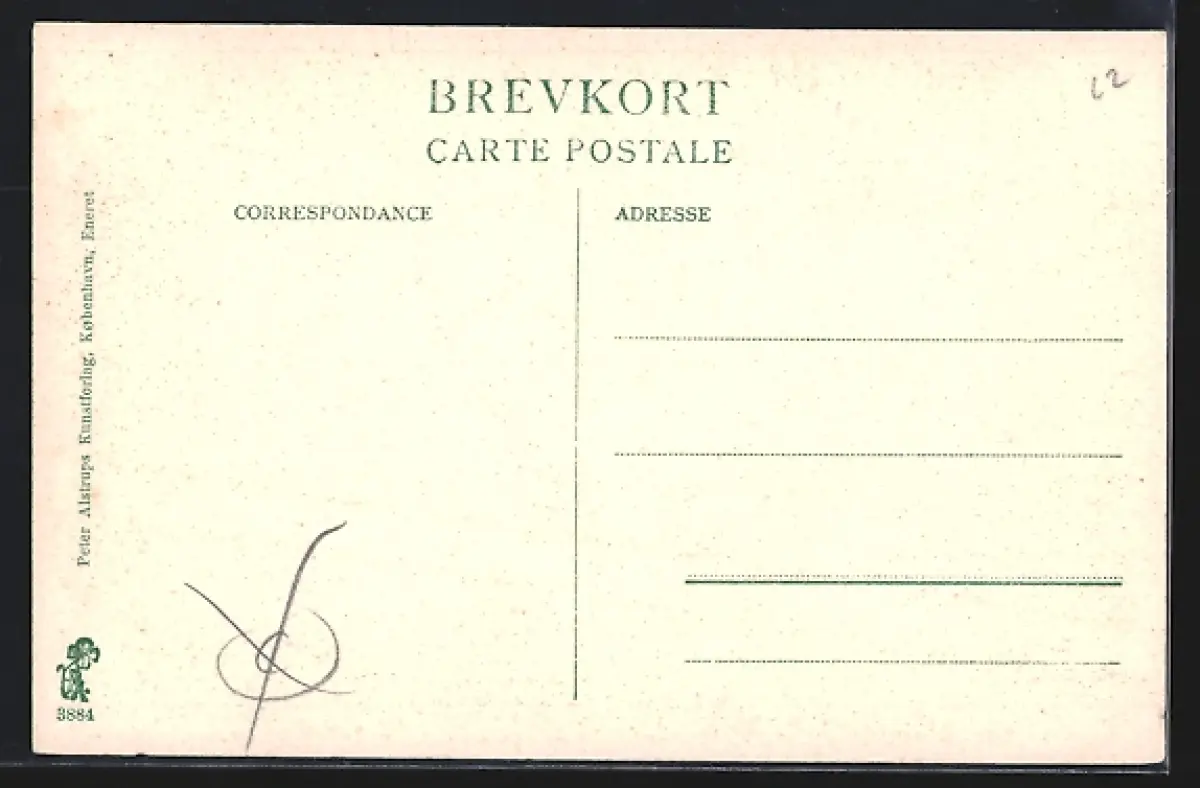 BREVKORT
CARTE POSTALE
CORRESPONDANCE
ADRESSE
Peter Alstrups Kunstforlag, København, Eneret
3884